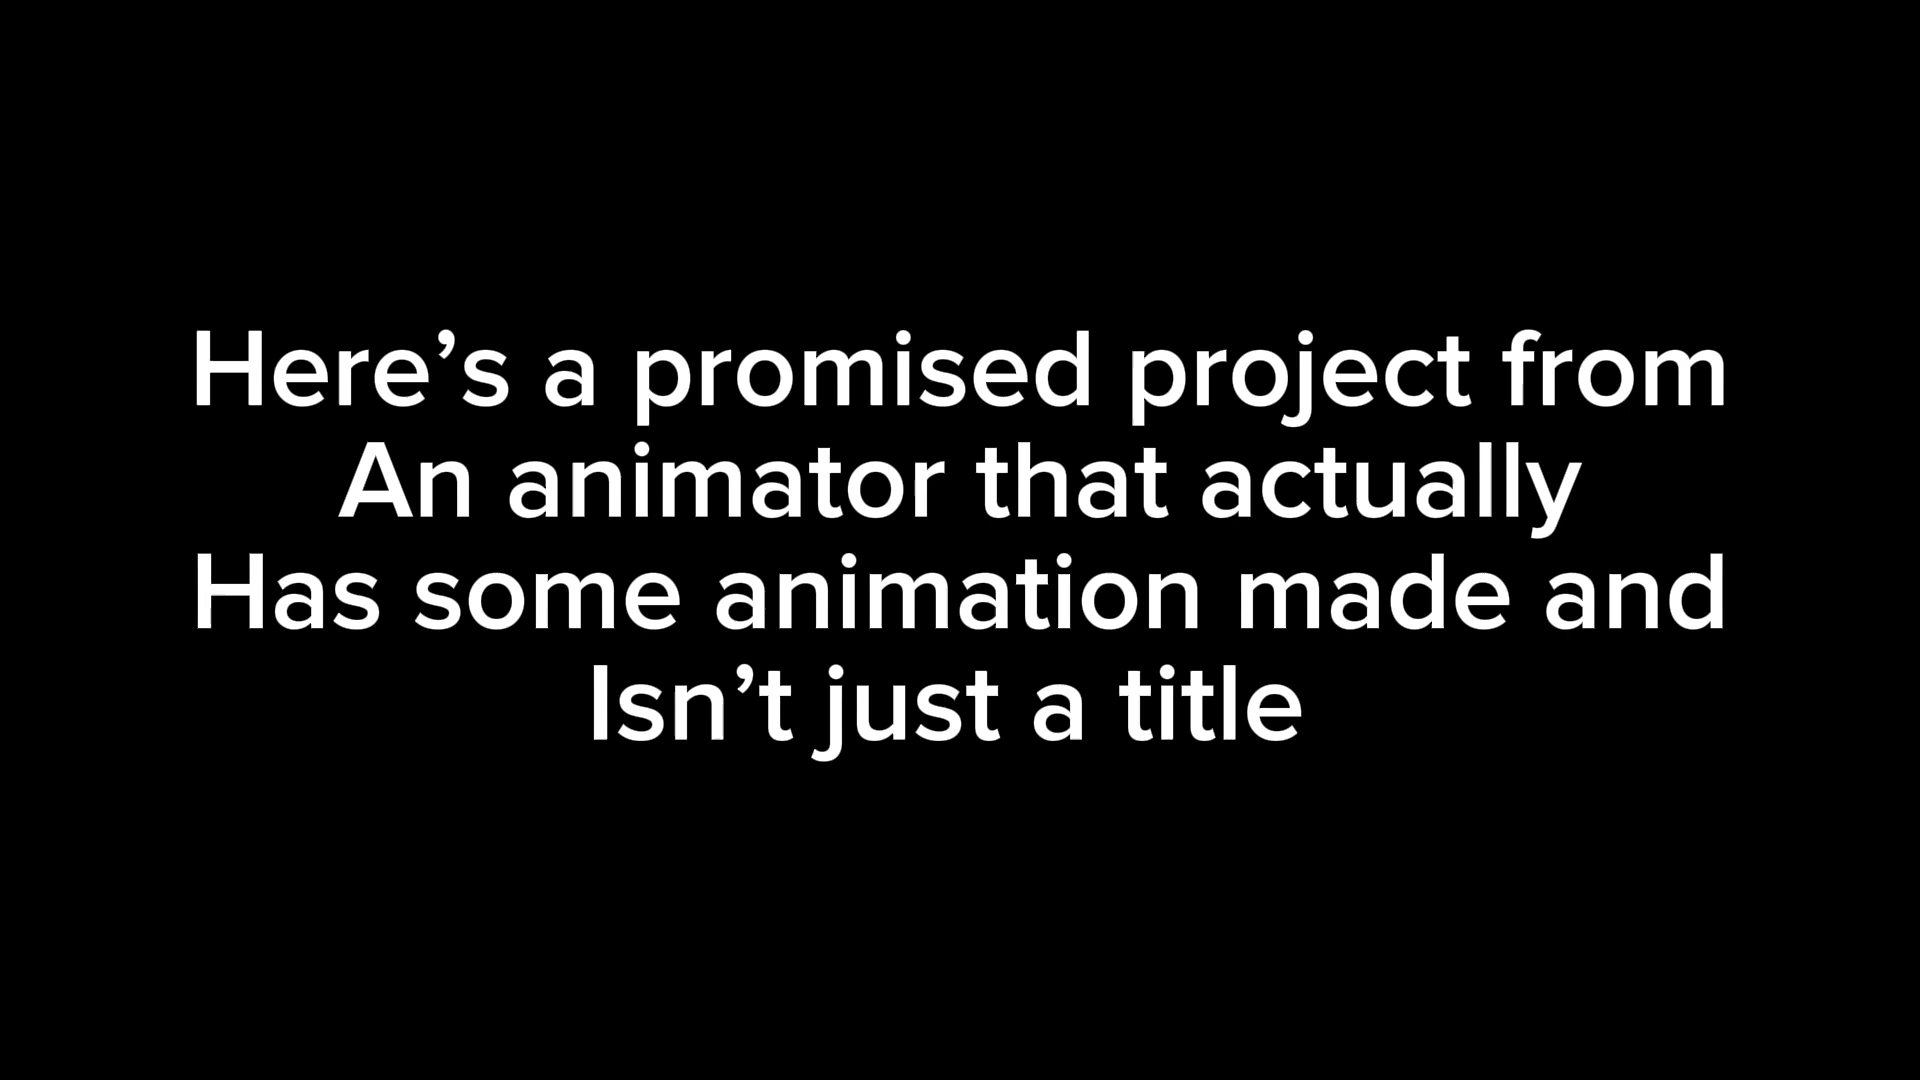 Here’s a promised project from
An animator that actually
Has some animation made and
Isn’t just a title